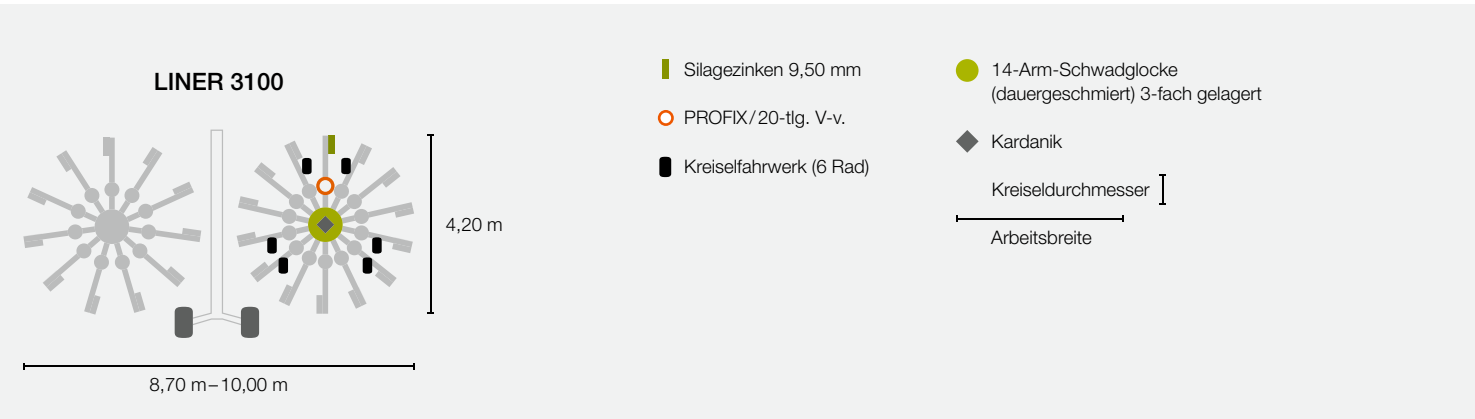 LINER 3100
4,20 m
8,70 m–10,00 m
Silagezinken 9,50 mm
PROFIX/20-tlg. V-v.
Kreiselfahrwerk (6 Rad)
14-Arm-Schwadglocke
(dauergeschmiert) 3-fach gelagert
Kardanik
Kreiseldurchmesser
Arbeitsbreite